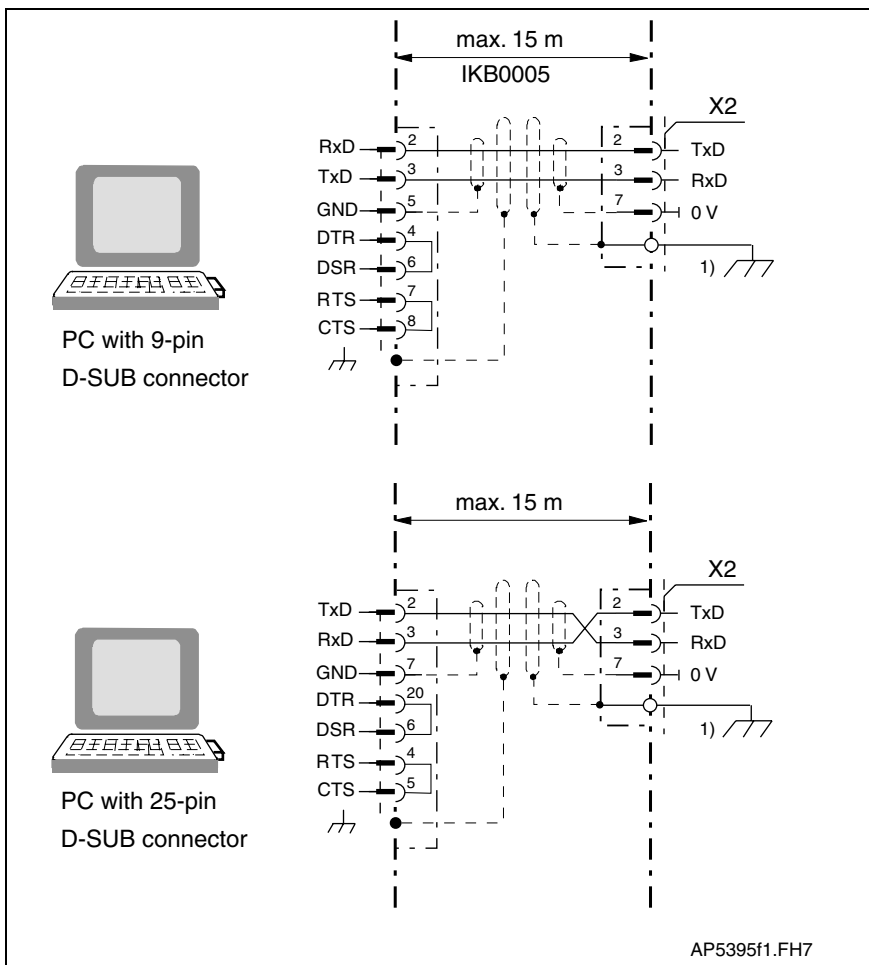 max. 15 m
IKB0005
X2
RxD 2 2 TxD
TxD 3 3 RxD
GND 5 7 0 V
DTR 4
DSR 6 1)
RTS 7
CTS 8
PC with 9-pin
D-SUB connector
max. 15 m
X2
TxD 2 2 TxD
RxD 3 3 RxD
GND 7 7 0 V
DTR 20
DSR 6 1)
RTS 4
CTS 5
PC with 25-pin
D-SUB connector
AP5395f1.FH7